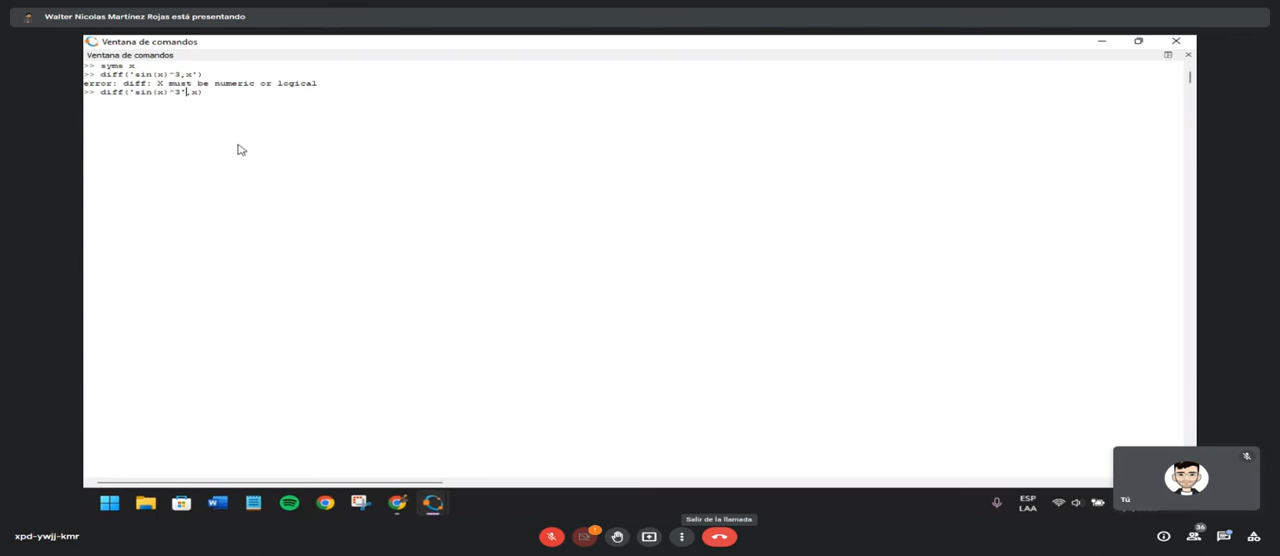 Walter Nicolas Martínez Rojas está presentando
Ventana de comandos
Ventana de comandos
>> syms x
>> diff('sin(x)^3,x')
error: diff: X must be numeric or logical
>> diff('sin(x)^3',x)
Tú
ESP
LAA
Salir de la llamada
xpd-ywjj-kmr
36